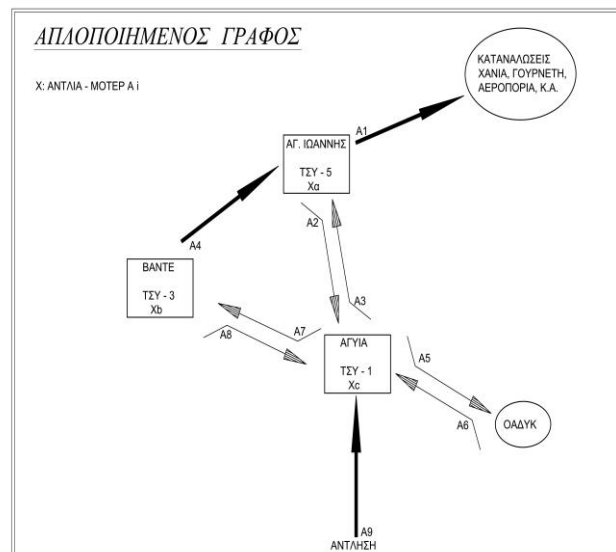 ΑΠΛΟΠΟΙΗΜΕΝΟΣ ΓΡΑΦΟΣ
Χ: ΑΝΤΛΙΑ - ΜΟΤΕΡ Α i
ΚΑΤΑΝΑΛΩΣΕΙΣ
ΧΑΝΙΑ, ΓΟΥΡΝΕΤΗ,
ΑΕΡΟΠΟΡΙΑ, Κ.Α.
Α1
ΑΓ. ΙΩΑΝΝΗΣ
ΤΣΥ - 5
Χα
Α2
Α3
Α4
ΒΑΝΤΕ
ΤΣΥ - 3
Χb
Α7
Α8
ΑΓΥΙΑ
ΤΣΥ - 1
Χc
Α5
Α6
ΟΑΔΥΚ
Α9
ΑΝΤΛΗΣΗ